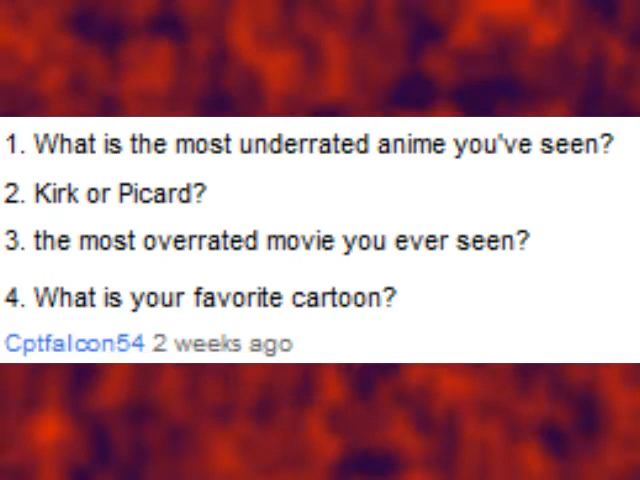 1. What is the most underrated anime you've seen?
2. Kirk or Picard?
3. the most overrated movie you ever seen?
4. What is your favorite cartoon?
Cptfalcon54 2 weeks ago